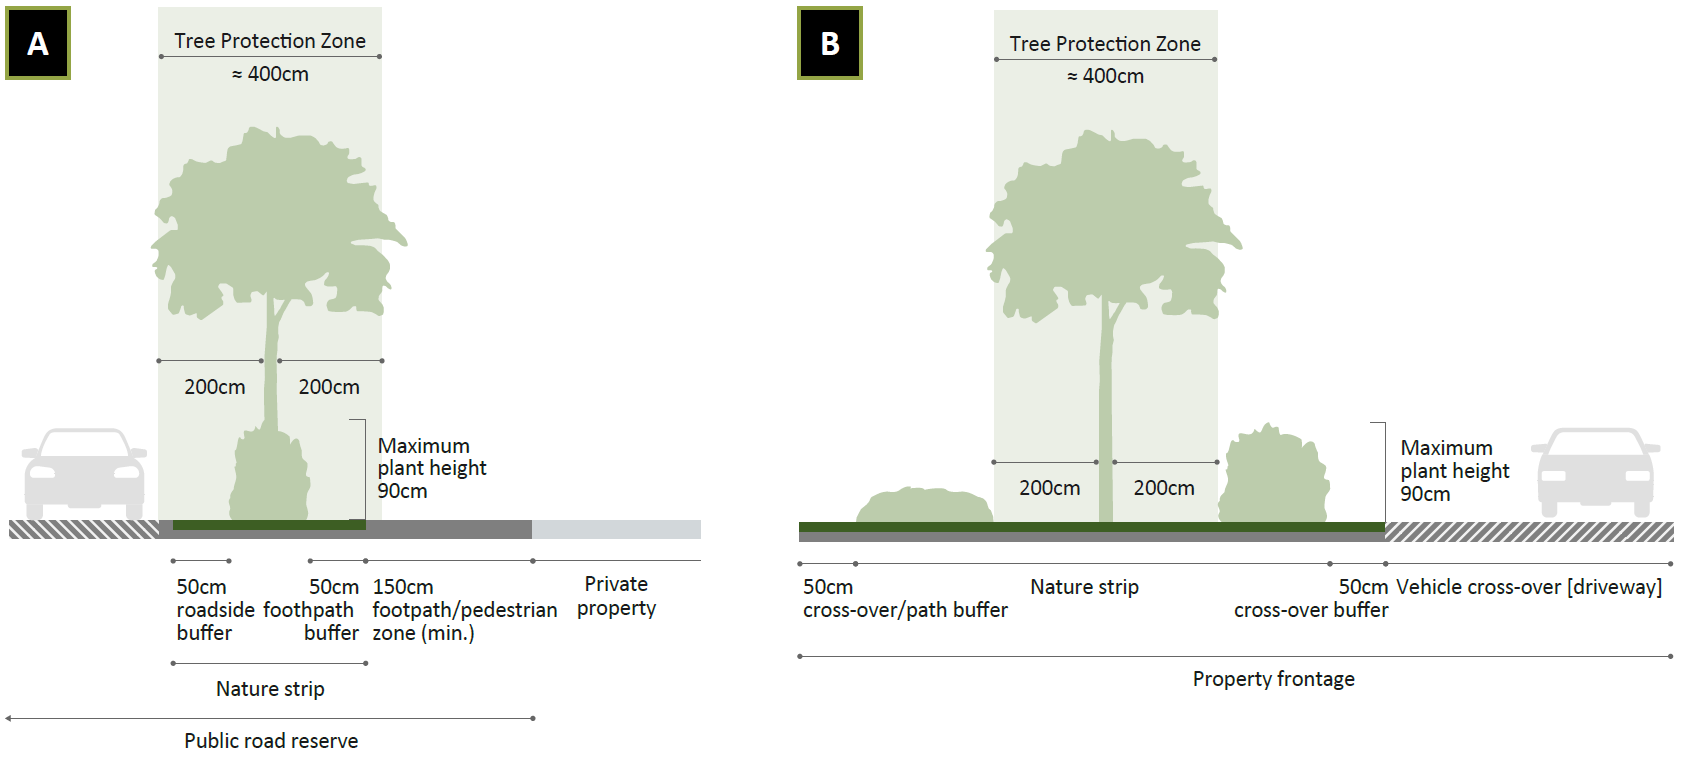 A
Tree Protection Zone
≈ 400cm
200cm
200cm
Maximum
plant height
90cm
50cm
roadside
buffer
50cm
foothpath
buffer
150cm
footpath/pedestrian
zone (min.)
Private
property
Nature strip
Public road reserve
B
Tree Protection Zone
≈ 400cm
200cm
200cm
Maximum
plant height
90cm
50cm
cross-over/path buffer
Nature strip
50cm
cross-over buffer
Vehicle cross-over [driveway]
Property frontage